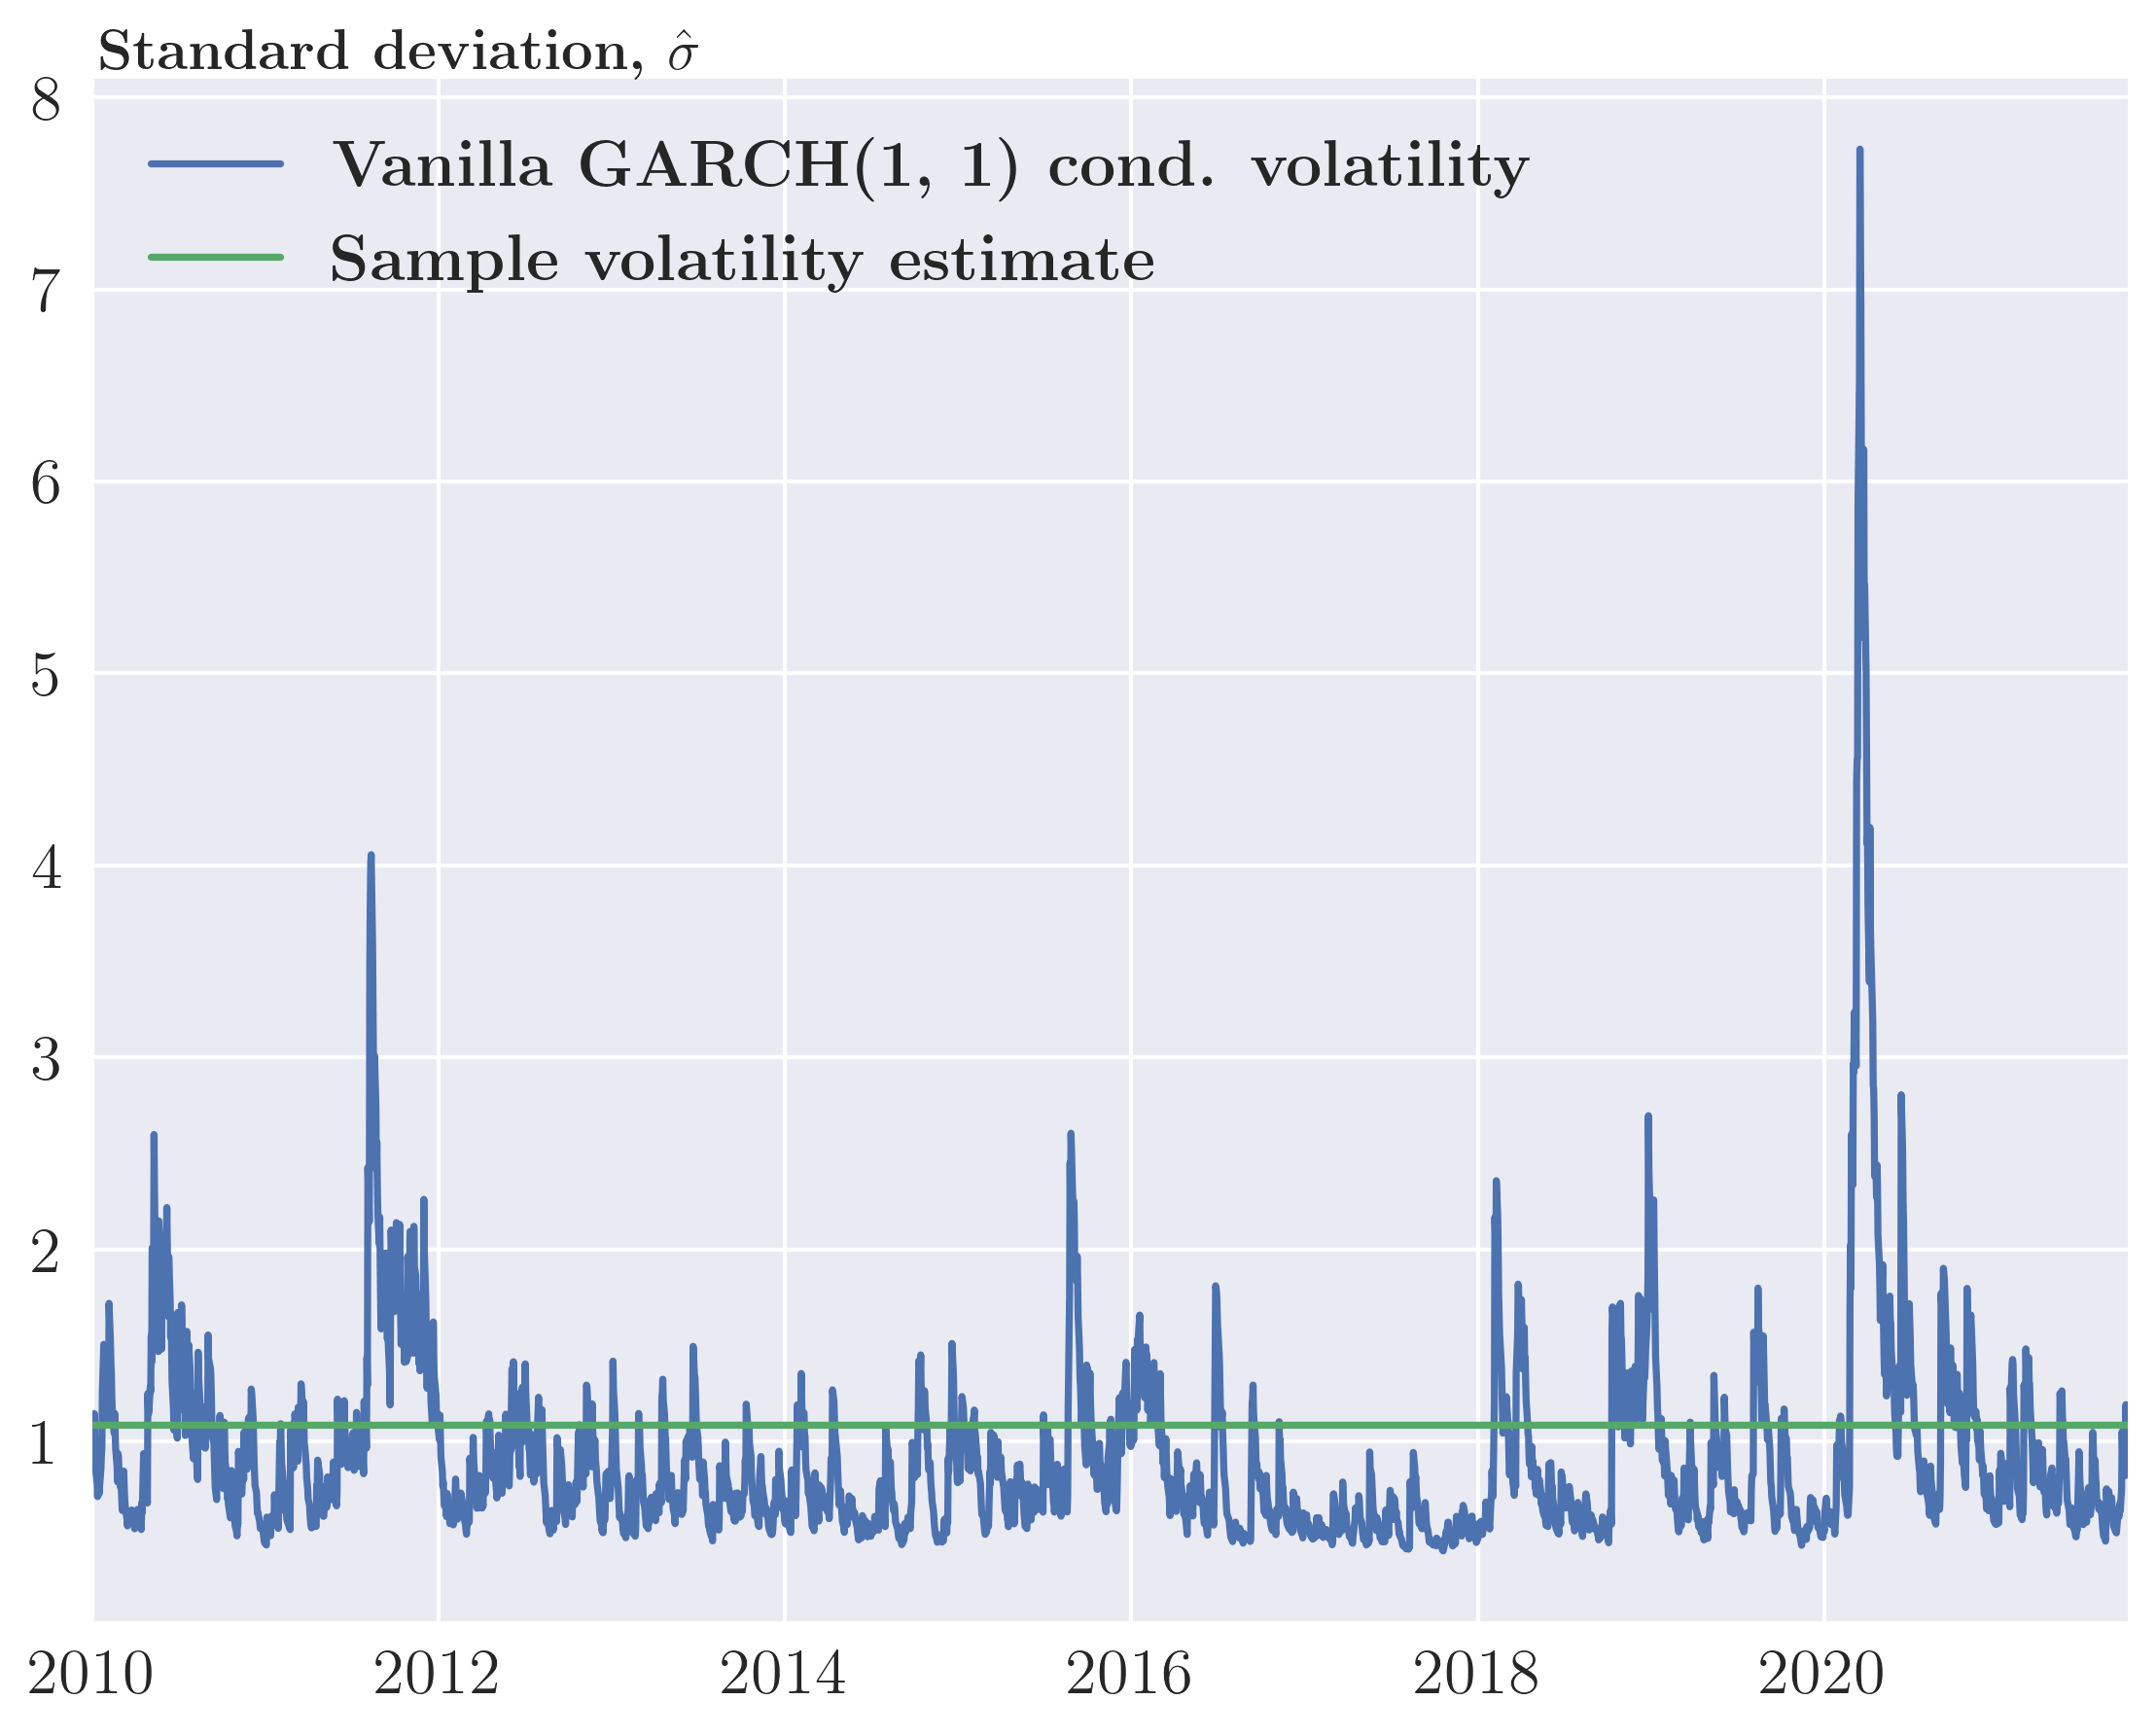 Standard deviation, σ̂
8
Vanilla GARCH(1, 1) cond. volatility
Sample volatility estimate
7
6
5
4
3
2
1
2010 2012 2014 2016 2018 2020